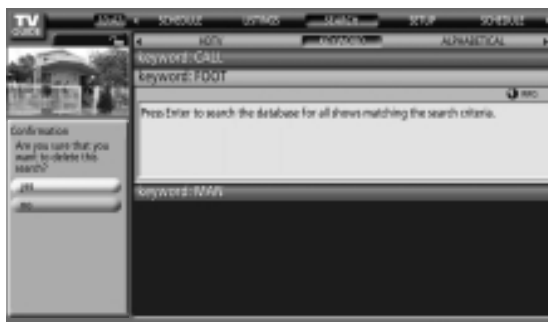 TV GUIDE
SCHEDULE LISTINGS SEARCH SETUP SCHEDULE
KEYWORD ALPHABETICAL
keyword: CALL
keyword: FOOT
INFO
Press Enter to search the database for all shows matching the search criteria.
Confirmation
Are you sure that you
want to delete this
search?
yes
no
keyword: MAN